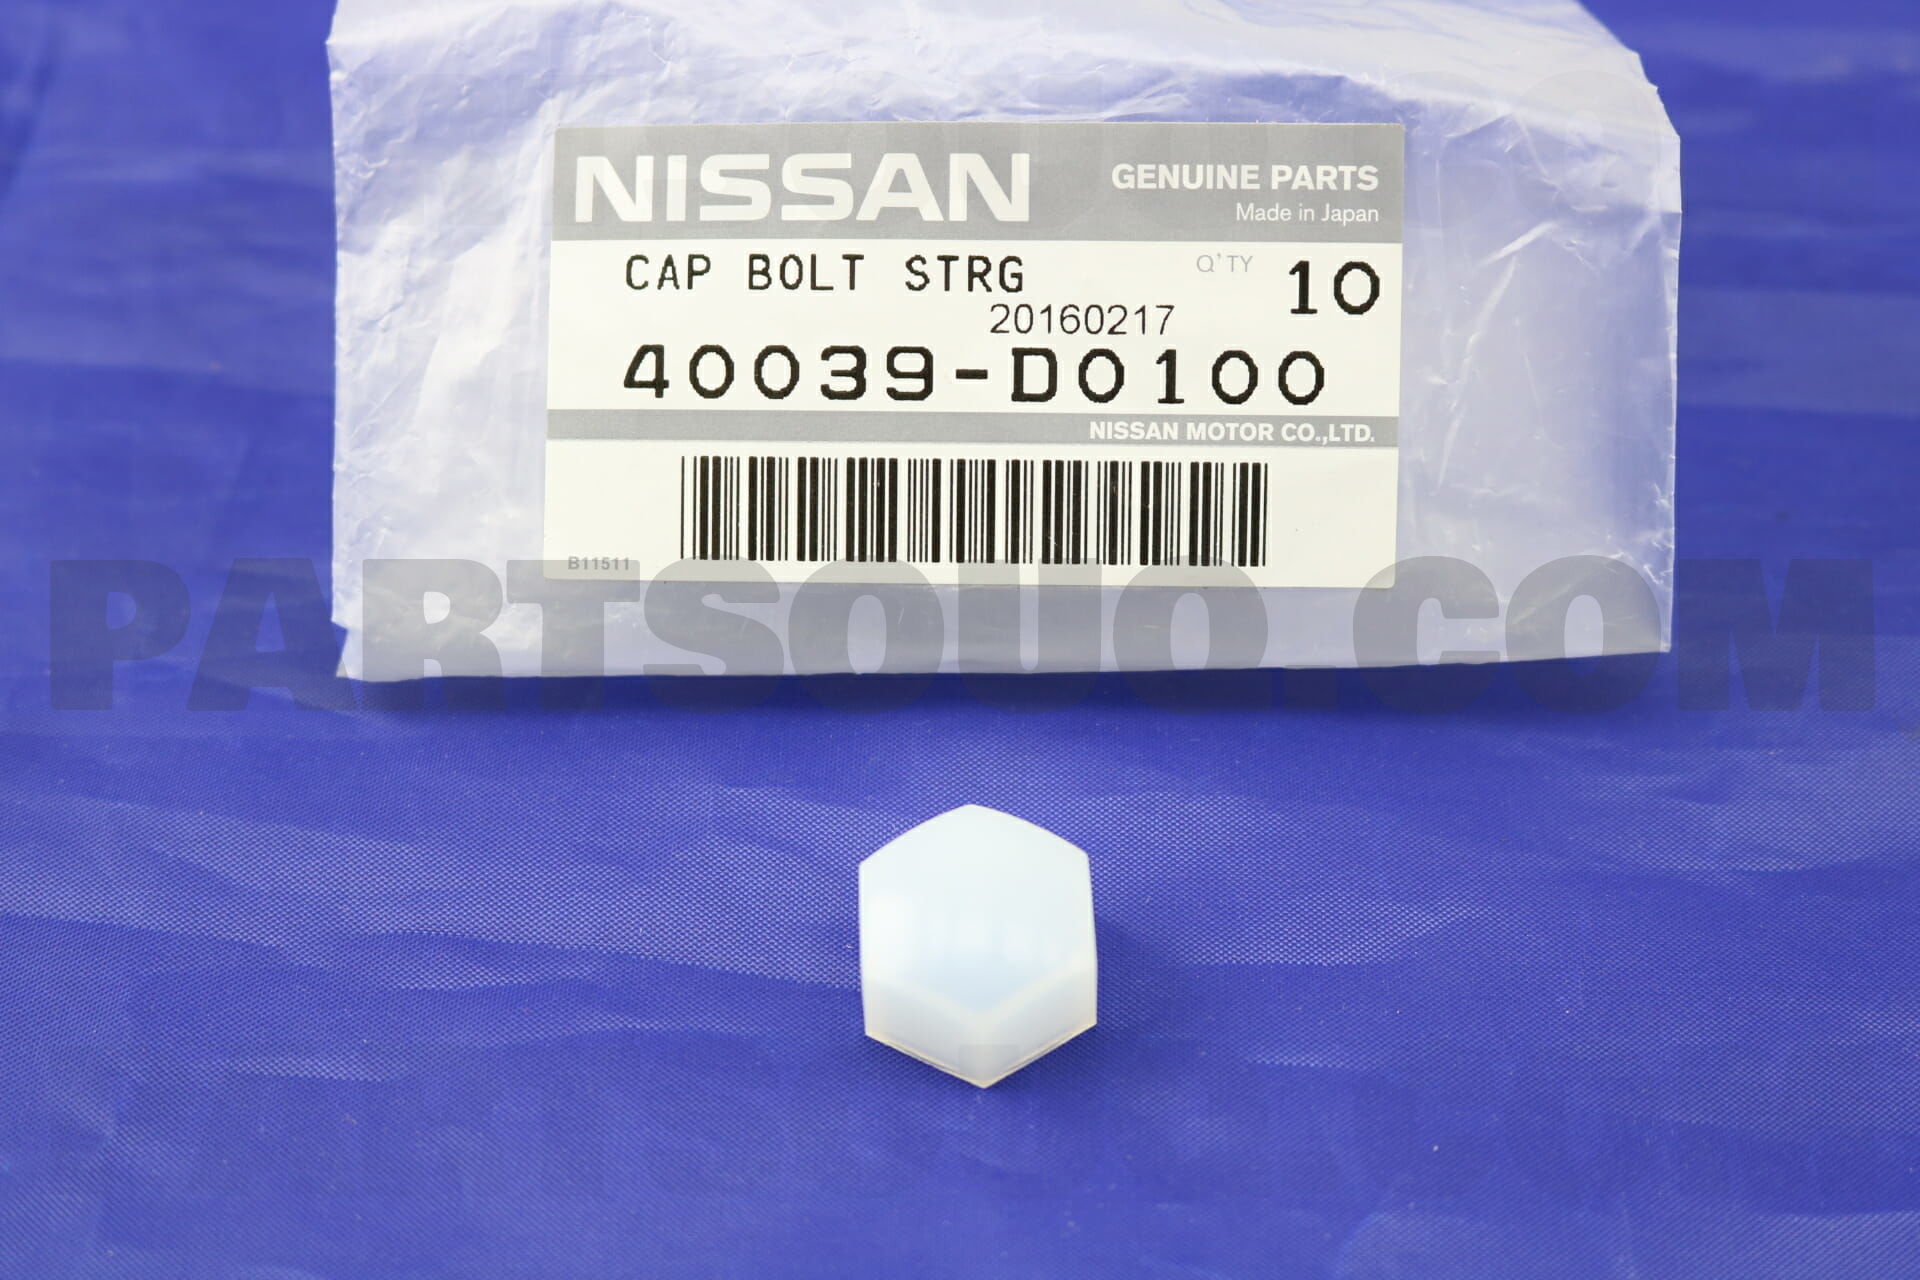 NISSAN
GENUINE PARTS
Made in Japan
CAP BOLT STRG
Q'TY 10
20160217
40039-D0100
NISSAN MOTOR CO.,LTD.
B11511
PARTSOUQ.COM